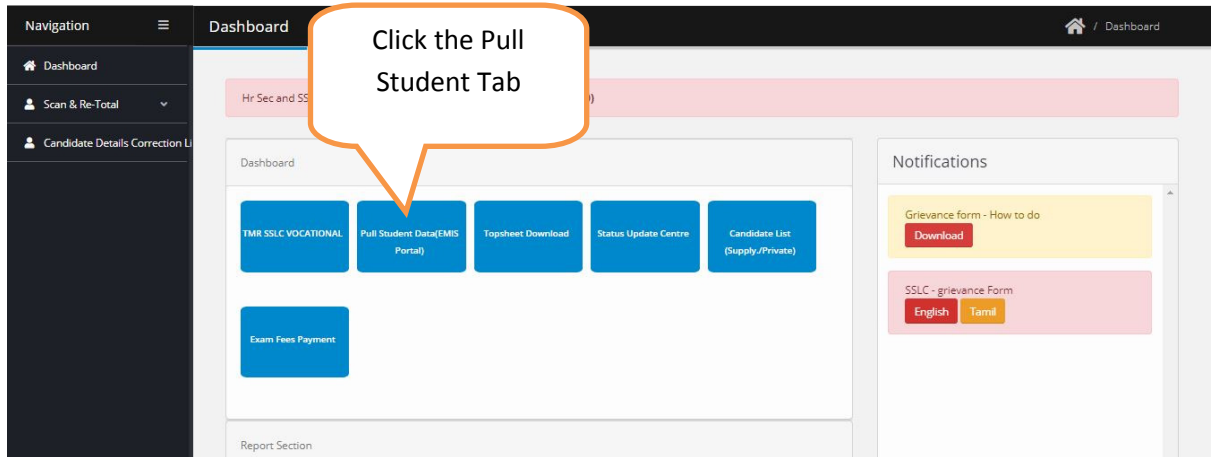 Navigation
Dashboard
/ Dashboard
Click the Pull
Student Tab
Dashboard
Scan & Re-Total
Candidate Details Correction Li
Hr Sec and SS
)
Dashboard
TMR SSLC VOCATIONAL
Pull Student Data(EMIS
Portal)
Topsheet Download
Status Update Centre
Candidate List
(Supply./Private)
Exam Fees Payment
Report Section
Notifications
Grievance form - How to do
Download
SSLC - grievance Form
English
Tamil